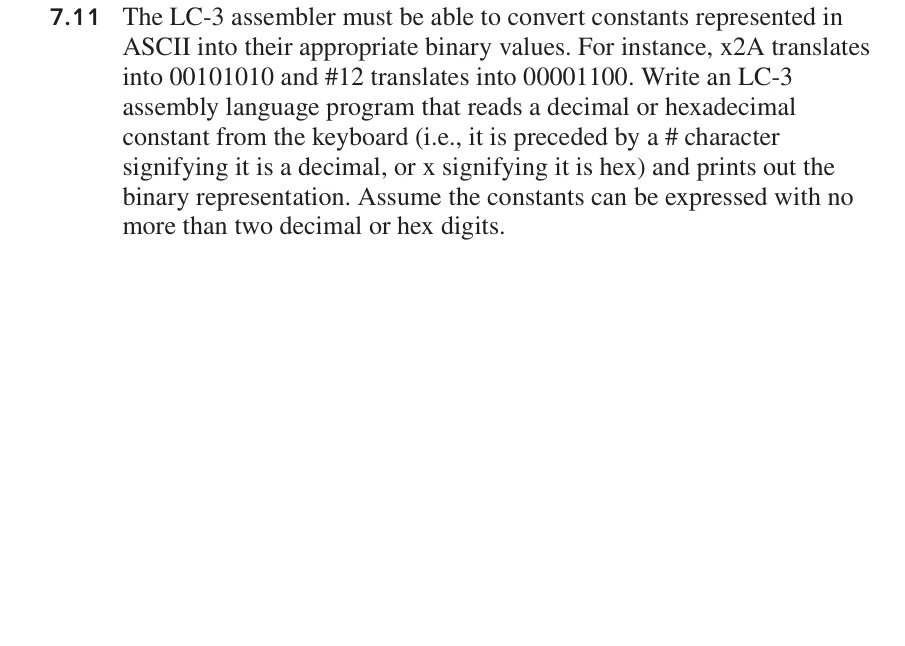 7.11 The LC-3 assembler must be able to convert constants represented in
ASCII into their appropriate binary values. For instance, x2A translates
into 00101010 and #12 translates into 00001100. Write an LC-3
assembly language program that reads a decimal or hexadecimal
constant from the keyboard (i.e., it is preceded by a # character
signifying it is a decimal, or x signifying it is hex) and prints out the
binary representation. Assume the constants can be expressed with no
more than two decimal or hex digits.